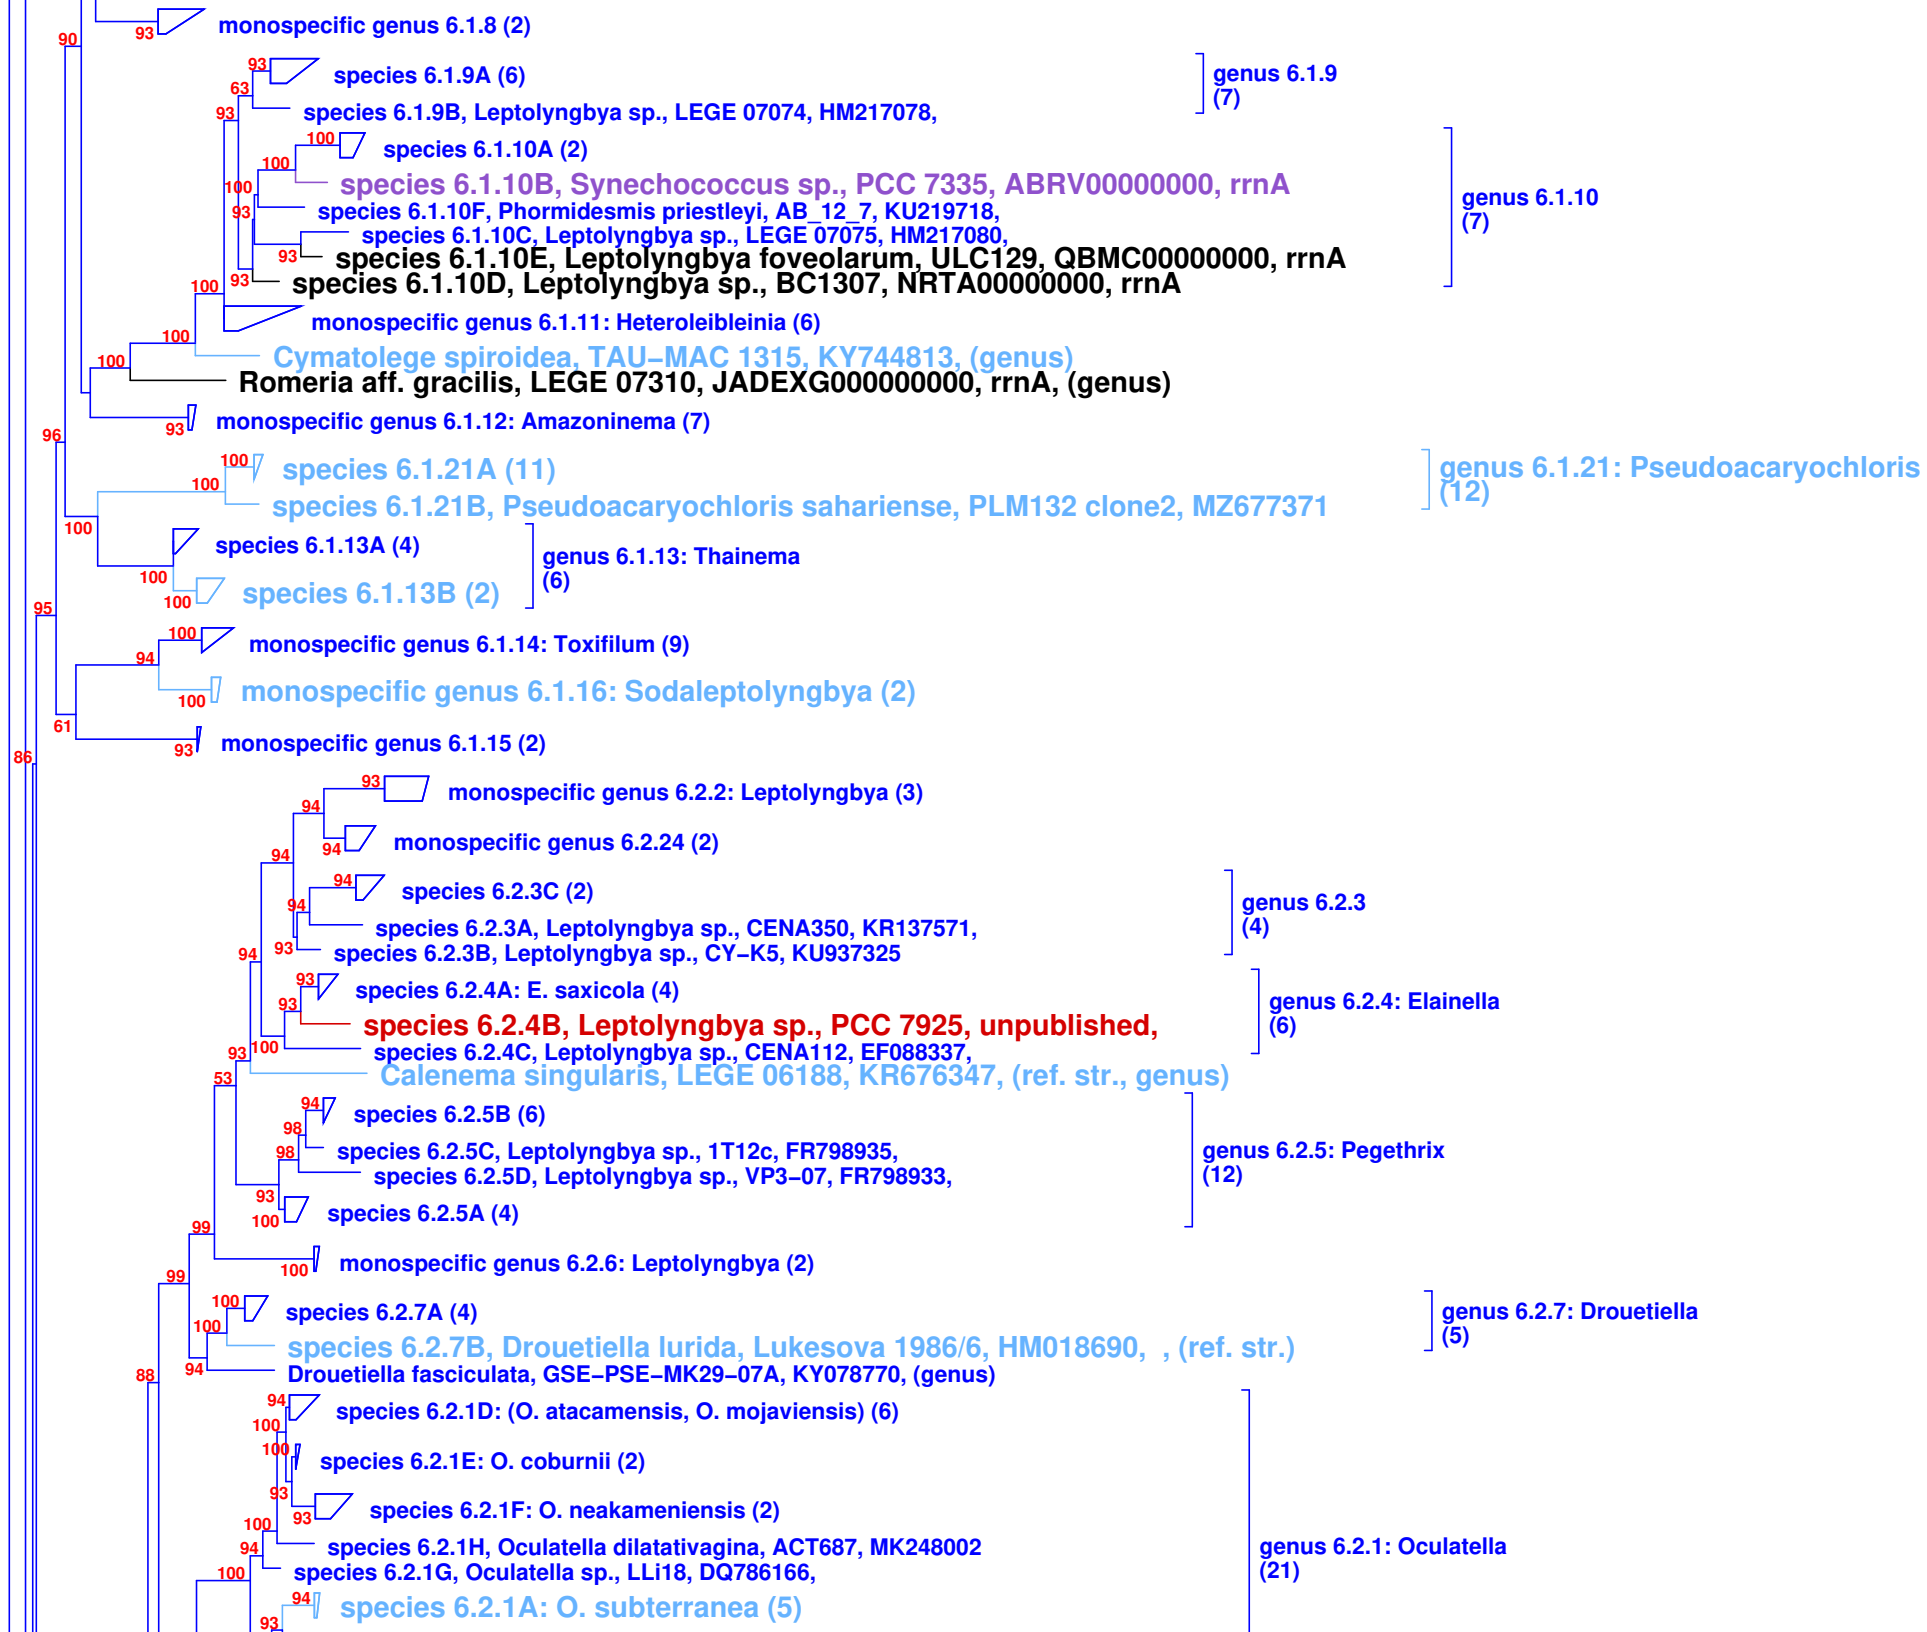 93
monospecific genus 6.1.8 (2)
90
93
species 6.1.9A (6)
genus 6.1.9
(7)
63
93
species 6.1.9B, Leptolyngbya sp., LEGE 07074, HM217078,
100
species 6.1.10A (2)
100
species 6.1.10B, Synechococcus sp., PCC 7335, ABRV00000000, rrnA
genus 6.1.10
(7)
100
93
species 6.1.10F, Phormidesmis priestleyi, AB_12_7, KU219718,
species 6.1.10C, Leptolyngbya sp., LEGE 07075, HM217080,
93
species 6.1.10E, Leptolyngbya foveolarum, ULC129, QBMC00000000, rrnA
93
species 6.1.10D, Leptolyngbya sp., BC1307, NRTA00000000, rrnA
100
monospecific genus 6.1.11: Heteroleibleinia (6)
100
Cymatolege spiroidea, TAU−MAC 1315, KY744813, (genus)
100
Romeria aff. gracilis, LEGE 07310, JADEXG000000000, rrnA, (genus)
93
monospecific genus 6.1.12: Amazoninema (7)
96
100
species 6.1.21A (11)
genus 6.1.21: Pseudoacaryochloris
(12)
100
species 6.1.21B, Pseudoacaryochloris sahariense, PLM132 clone2, MZ677371
100
species 6.1.13A (4)
genus 6.1.13: Thainema
(6)
100
100
species 6.1.13B (2)
95
100
monospecific genus 6.1.14: Toxifilum (9)
94
100
monospecific genus 6.1.16: Sodaleptolyngbya (2)
61
93
monospecific genus 6.1.15 (2)
86
93
monospecific genus 6.2.2: Leptolyngbya (3)
94
94
monospecific genus 6.2.24 (2)
94
94
species 6.2.3C (2)
genus 6.2.3
(4)
94
species 6.2.3A, Leptolyngbya sp., CENA350, KR137571,
93
species 6.2.3B, Leptolyngbya sp., CY−K5, KU937325
94
93
species 6.2.4A: E. saxicola (4)
genus 6.2.4: Elainella
(6)
93
species 6.2.4B, Leptolyngbya sp., PCC 7925, unpublished,
100
species 6.2.4C, Leptolyngbya sp., CENA112, EF088337,
93
Calenema singularis, LEGE 06188, KR676347, (ref. str., genus)
53
94
species 6.2.5B (6)
98
species 6.2.5C, Leptolyngbya sp., 1T12c, FR798935,
genus 6.2.5: Pegethrix
(12)
98
species 6.2.5D, Leptolyngbya sp., VP3−07, FR798933,
93
100
species 6.2.5A (4)
99
100
monospecific genus 6.2.6: Leptolyngbya (2)
99
100
species 6.2.7A (4)
genus 6.2.7: Drouetiella
(5)
100
species 6.2.7B, Drouetiella lurida, Lukesova 1986/6, HM018690, , (ref. str.)
94
Drouetiella fasciculata, GSE−PSE−MK29−07A, KY078770, (genus)
88
94
species 6.2.1D: (O. atacamensis, O. mojaviensis) (6)
100
100
species 6.2.1E: O. coburnii (2)
93
93
species 6.2.1F: O. neakameniensis (2)
100
species 6.2.1H, Oculatella dilatativagina, ACT687, MK248002
genus 6.2.1: Oculatella
(21)
94
species 6.2.1G, Oculatella sp., LLi18, DQ786166,
100
94
species 6.2.1A: O. subterranea (5)
93